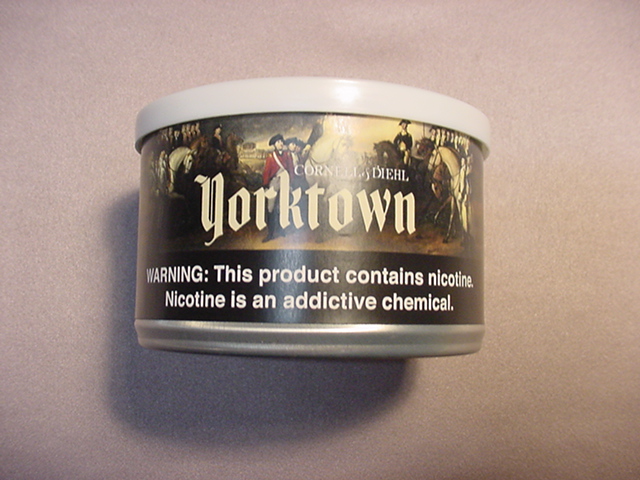 CORNELL & DIEHL
Yorktown
WARNING: This product contains nicotine.
Nicotine is an addictive chemical.